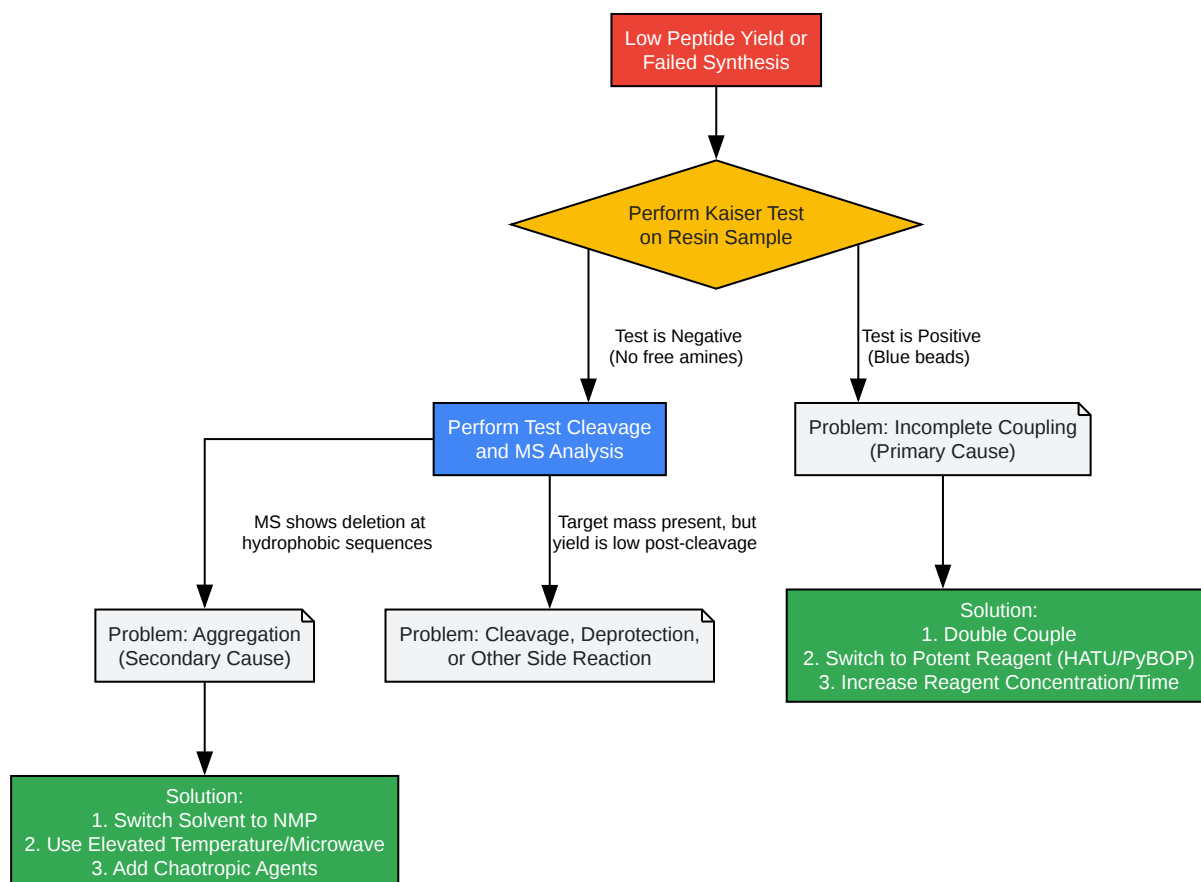 Low Peptide Yield or
Failed Synthesis
Perform Kaiser Test
on Resin Sample
Test is Negative
(No free amines)
Test is Positive
(Blue beads)
Perform Test Cleavage
and MS Analysis
Problem: Incomplete Coupling
(Primary Cause)
MS shows deletion at
hydrophobic sequences
Target mass present, but
yield is low post-cleavage
Problem: Aggregation
(Secondary Cause)
Problem: Cleavage, Deprotection,
or Other Side Reaction
Solution:
1. Double Couple
2. Switch to Potent Reagent (HATU/PyBOP)
3. Increase Reagent Concentration/Time
Solution:
1. Switch Solvent to NMP
2. Use Elevated Temperature/Microwave
3. Add Chaotropic Agents